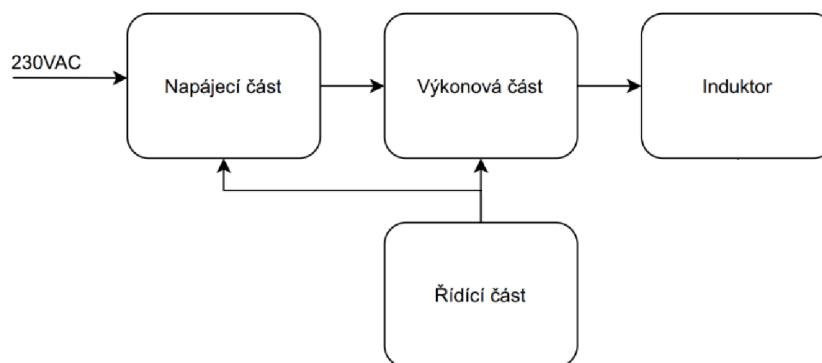 230VAC
Napájecí část
Výkonová část
Induktor
Řídící část